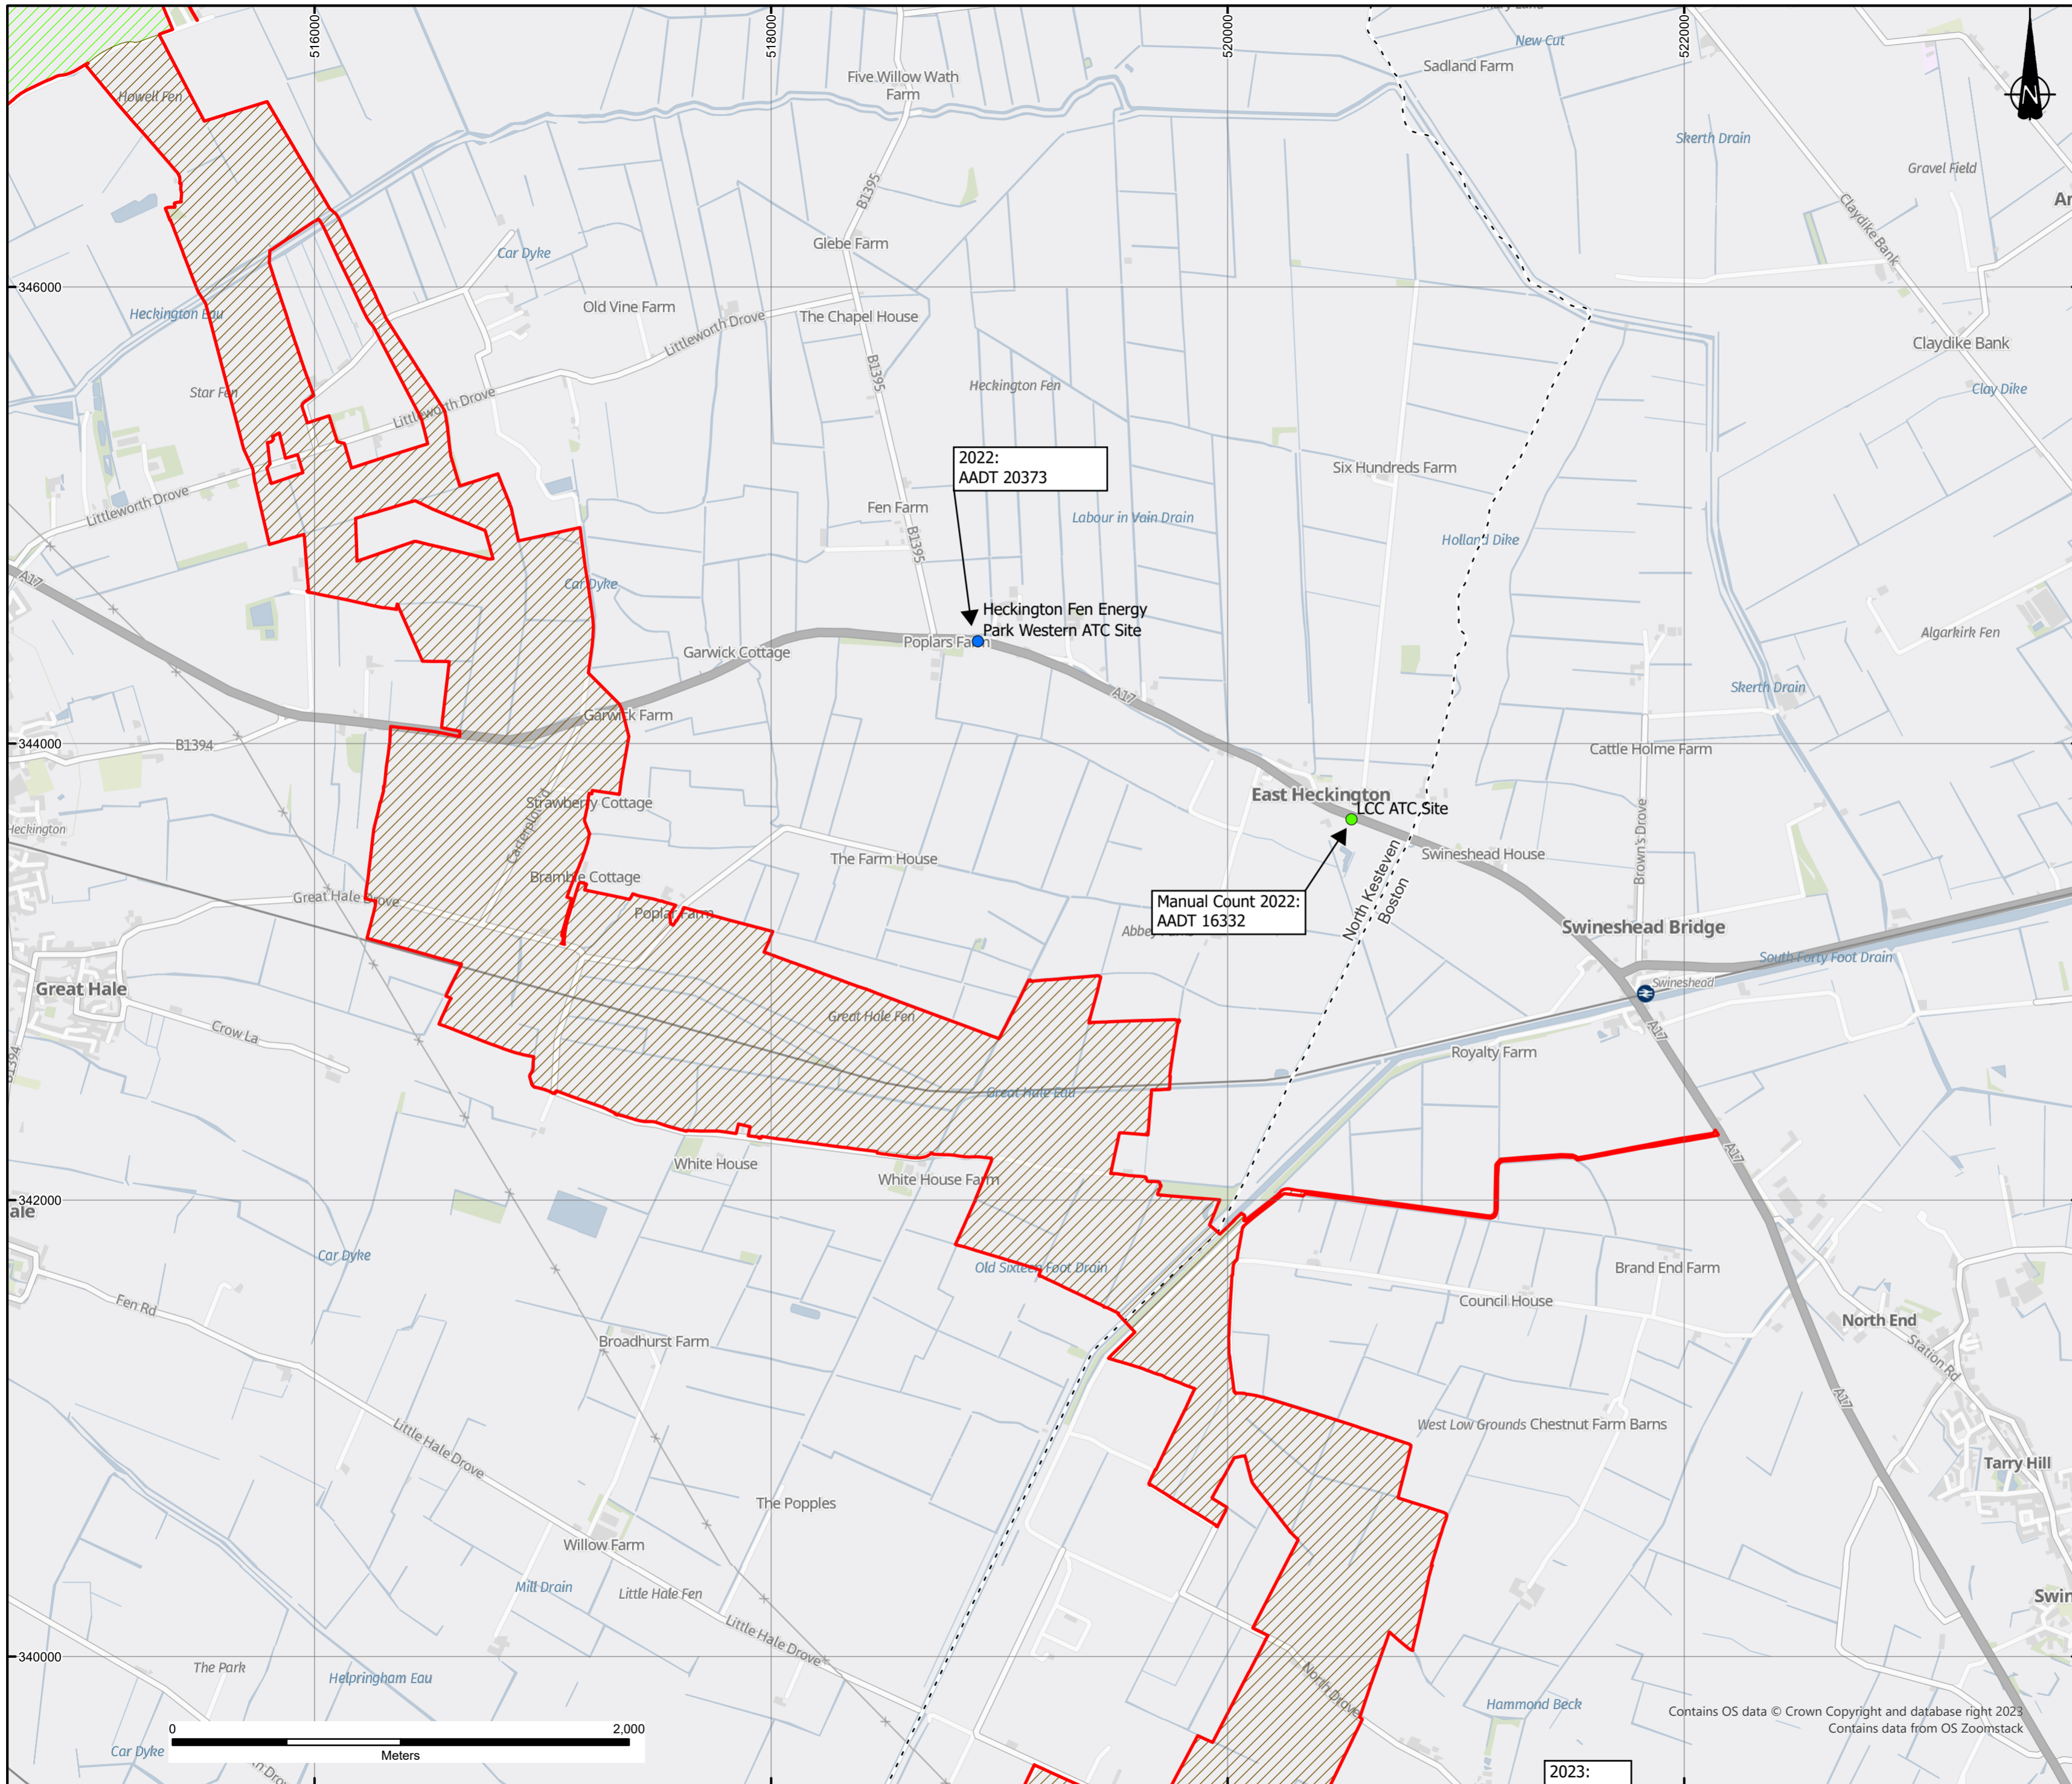 516000
518000
520000
522000
New Cut
Sadland Farm
Five Willow Wath
Farm
Howell Fen
Skerth Drain
Gravel Field
Claydike Bank
B1395
Glebe Farm
Car Dyke
346000
Heckington Eau
Old Vine Farm
The Chapel House
Littleworth Drove
Claydike Bank
Star Fen
B1395
Heckington Fen
Clay Dike
Littleworth Drove
2022:
AADT 20373
Six Hundreds Farm
Littleworth Drove
Fen Farm
B1395
Labour in Vain Drain
Holland Dike
A17
Car Dyke
Heckington Fen Energy
Park Western ATC Site
Poplars Farm
Garwick Cottage
Algarkirk Fen
Skerth Drain
A17
Garwick Farm
B1394
344000
Cattle Holme Farm
East Heckington
LCC ATC Site
Strawberry Cottage
Carterplot Rd
Heckington
Brown's Drove
The Farm House
Swineshead House
Bramble Cottage
Great Hale Drove
Poplar Farm
Manual Count 2022:
AADT 16332
North Kesteven
Boston
Swineshead Bridge
South Forty Foot Drain
Swineshead
Great Hale
Great Hale Fen
Crow La
A17
B1394
Royalty Farm
Great Hale Eau
A17
White House
White House Farm
342000
Car Dyke
Old Sixteen Foot Drain
Brand End Farm
Council House
Fen Rd
North End
Broadhurst Farm
Station Rd
A17
West Low Grounds
Chestnut Farm Barns
Little Hale Drove
Tarry Hill
The Popples
Willow Farm
Mill Drain
Little Hale Fen
Little Hale Drove
340000
The Park
Helpringham Eau
North Drove
Hammond Beck
Contains OS data © Crown Copyright and database right 2023
Contains data from OS Zoomstack
0
2,000
Meters
Car Dyke
2023:
N